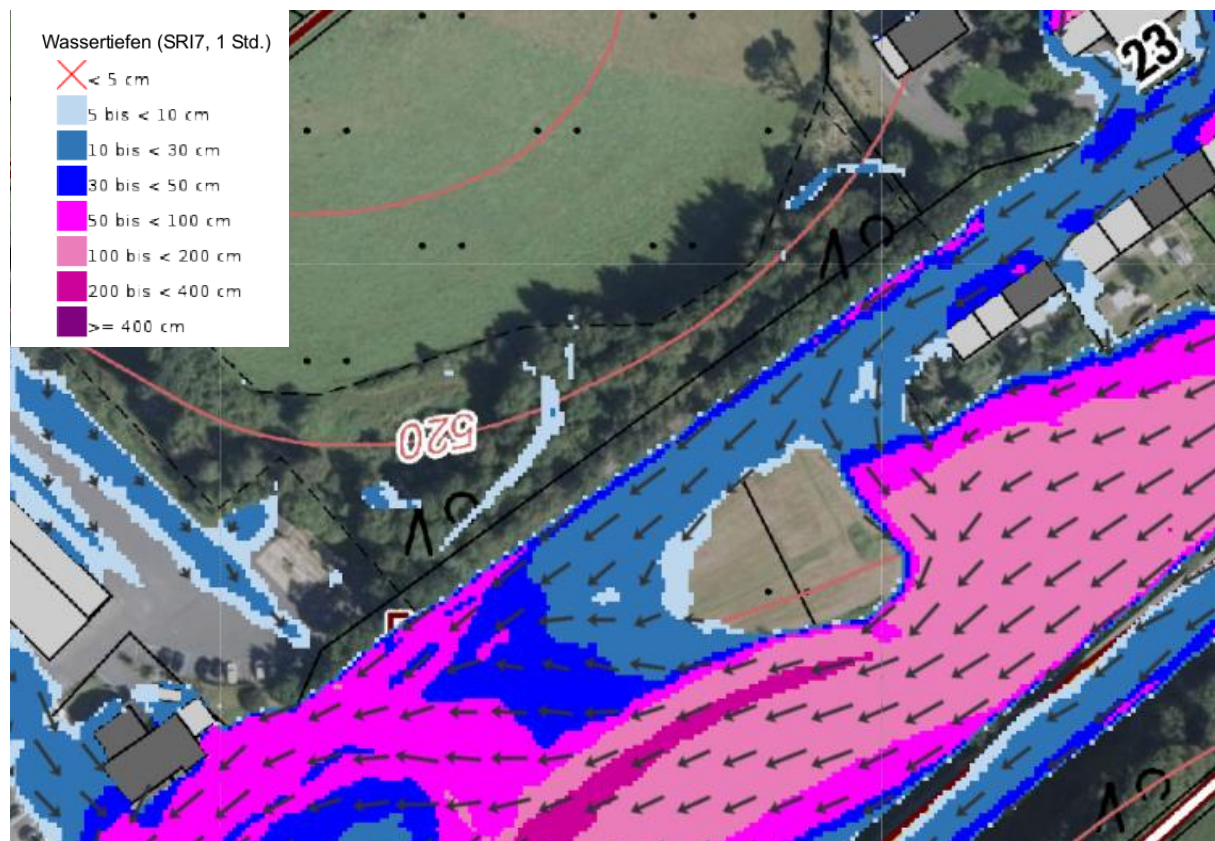 Wassertiefen (SRI7, 1 Std.)
< 5 cm
5 bis < 10 cm
10 bis < 30 cm
30 bis < 50 cm
50 bis < 100 cm
100 bis < 200 cm
200 bis < 400 cm
>= 400 cm
23
520